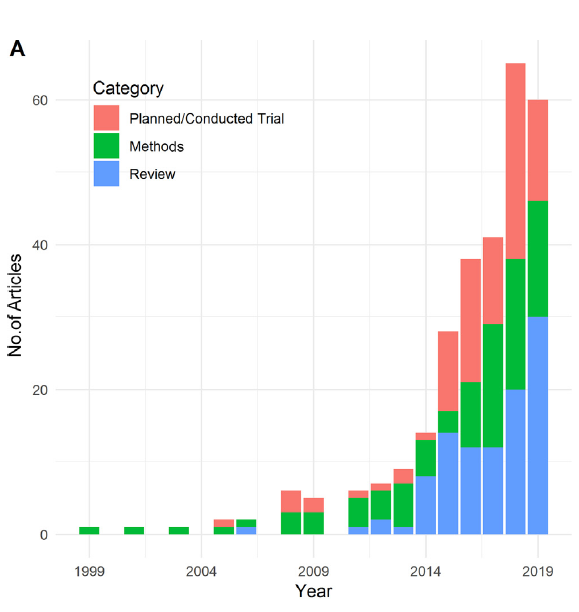 A
Category
Planned/Conducted Trial
Methods
Review
No.of Articles
60
40
20
0
1999 2004 2009 2014 2019
Year